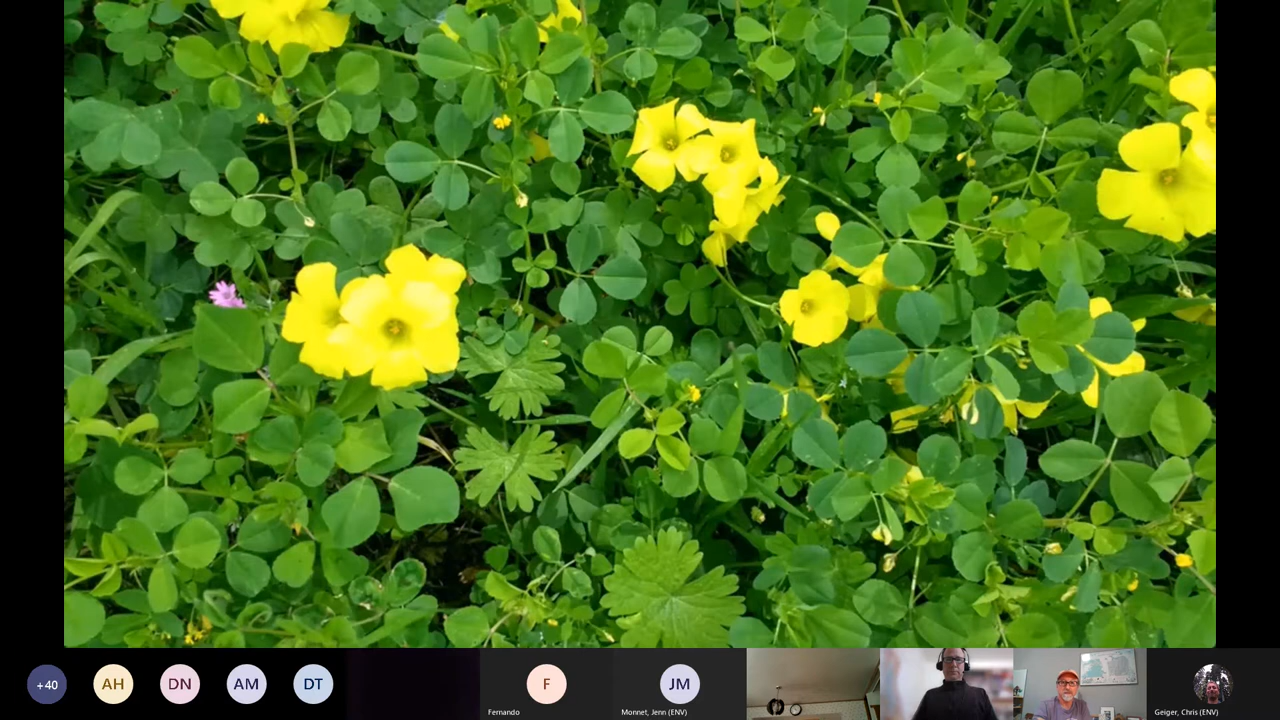 +40
AH
DN
AM
DT
F
Fernando
JM
Monnet, Jenn (ENV)
Geiger, Chris (ENV)